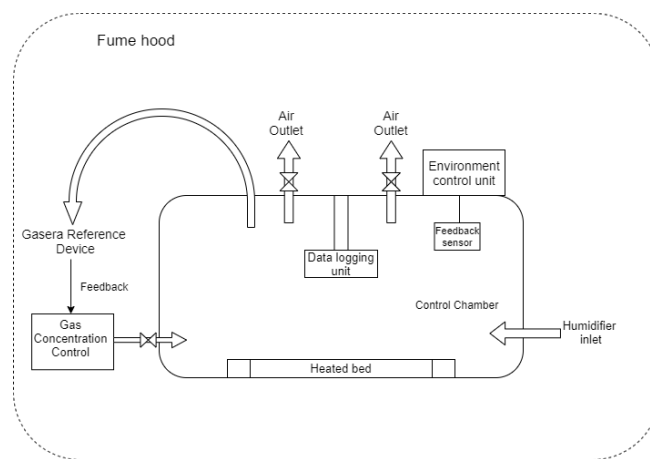 Fume hood
Air
Outlet
Air
Outlet
Environment
control unit
Gasera Reference
Device
Feedback
sensor
Data logging
unit
Feedback
Control Chamber
Gas
Concentration
Control
Humidifier
inlet
Heated bed